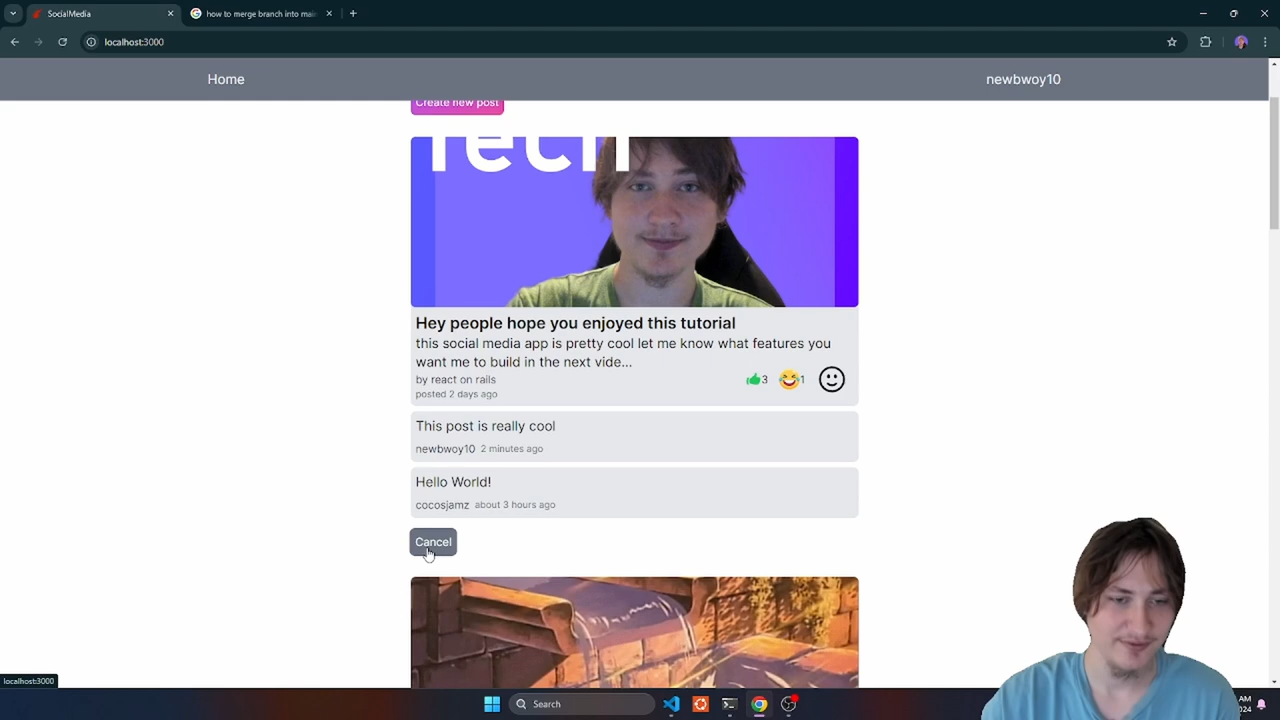 SocialMedia
how to merge branch into mai
localhost:3000
Home
newbwoy10
Create new post
Tech
Hey people hope you enjoyed this tutorial
this social media app is pretty cool let me know what features you
want me to build in the next vide...
by react on rails
3
1
posted 2 days ago
This post is really cool
newbwoy10 2 minutes ago
Hello World!
cocosjamz about 3 hours ago
Cancel
localhost:3000
Search
AM
2024